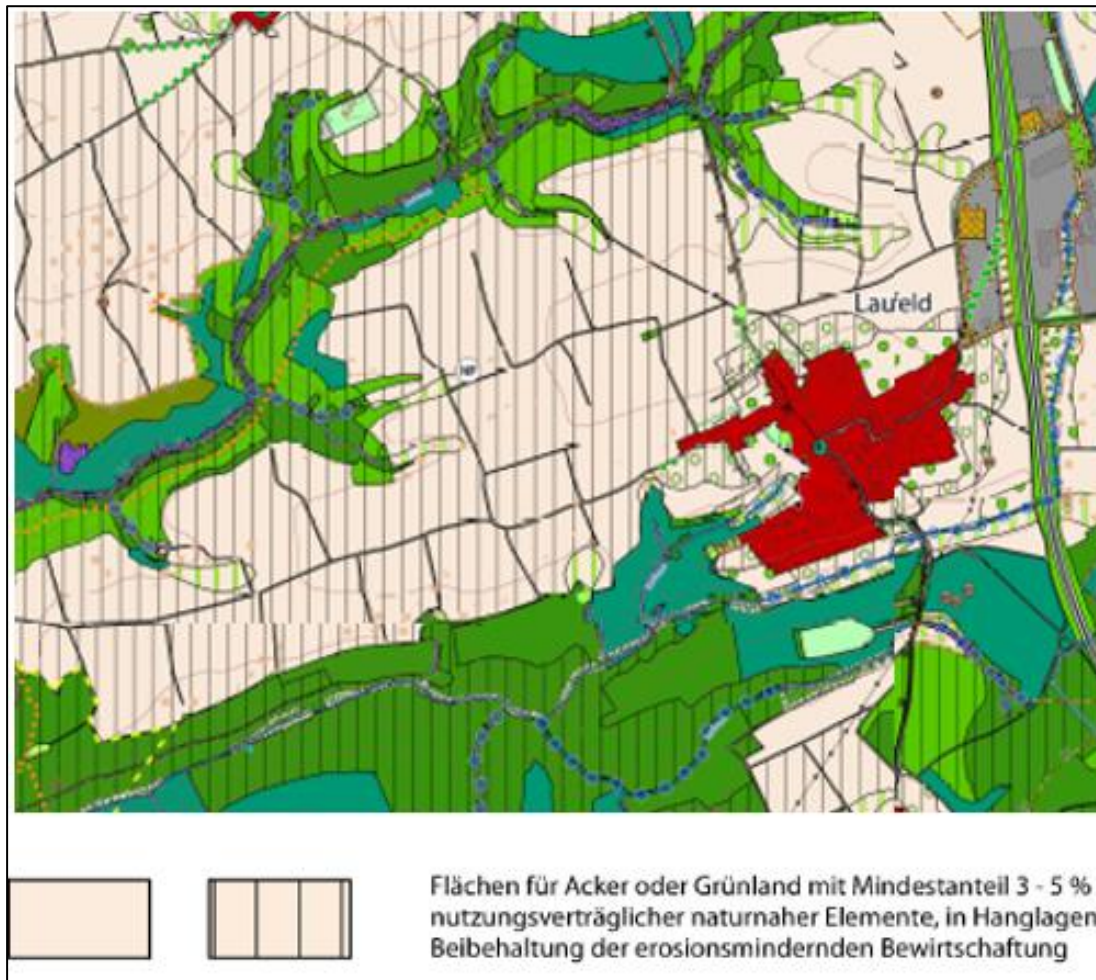 Laufeld
NP
Flächen für Acker oder Grünland mit Mindestanteil 3 - 5 %
nutzungsverträglicher naturnaher Elemente, in Hanglagen
Beibehaltung der erosionsmindernden Bewirtschaftung